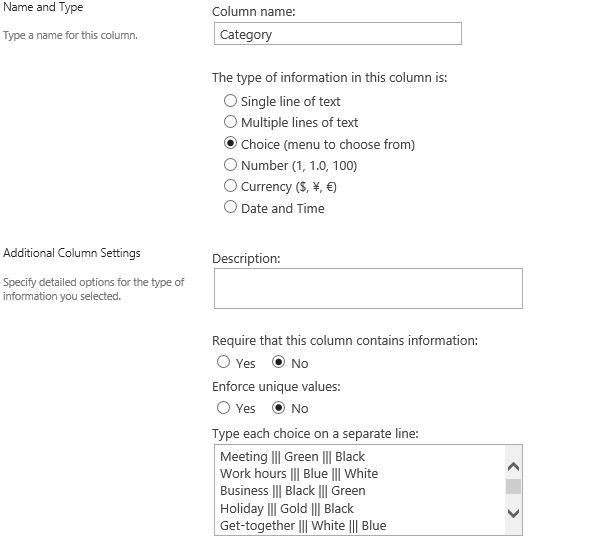 Name and Type
Type a name for this column.
Column name:
Category
The type of information in this column is:
Single line of text
Multiple lines of text
Choice (menu to choose from)
Number (1, 1.0, 100)
Currency ($, ¥, €)
Date and Time
Additional Column Settings
Specify detailed options for the type of
information you selected.
Description:
Require that this column contains information:
Yes No
Enforce unique values:
Yes No
Type each choice on a separate line:
Meeting ||| Green ||| Black
Work hours ||| Blue ||| White
Business ||| Black ||| Green
Holiday ||| Gold ||| Black
Get-together ||| White ||| Blue